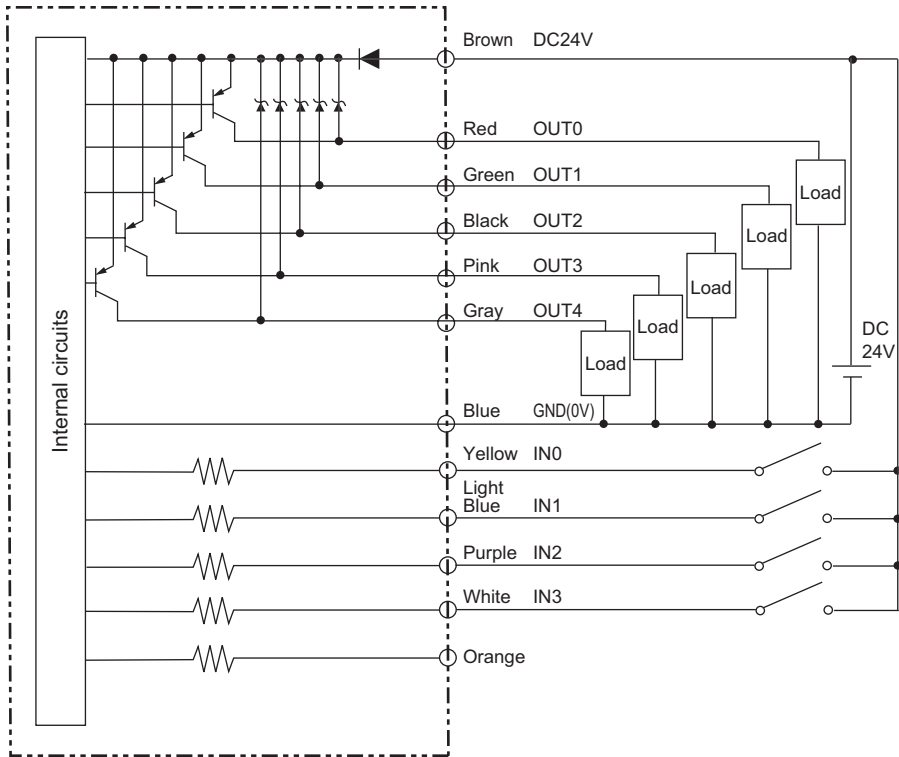 Brown DC24V
Red OUT0
Load
Green OUT1
Load
Black OUT2
Load
Pink OUT3
Load
Gray OUT4
Load
DC
24V
Internal circuits
Blue GND(0V)
Yellow IN0
Light
Blue IN1
Purple IN2
White IN3
Orange